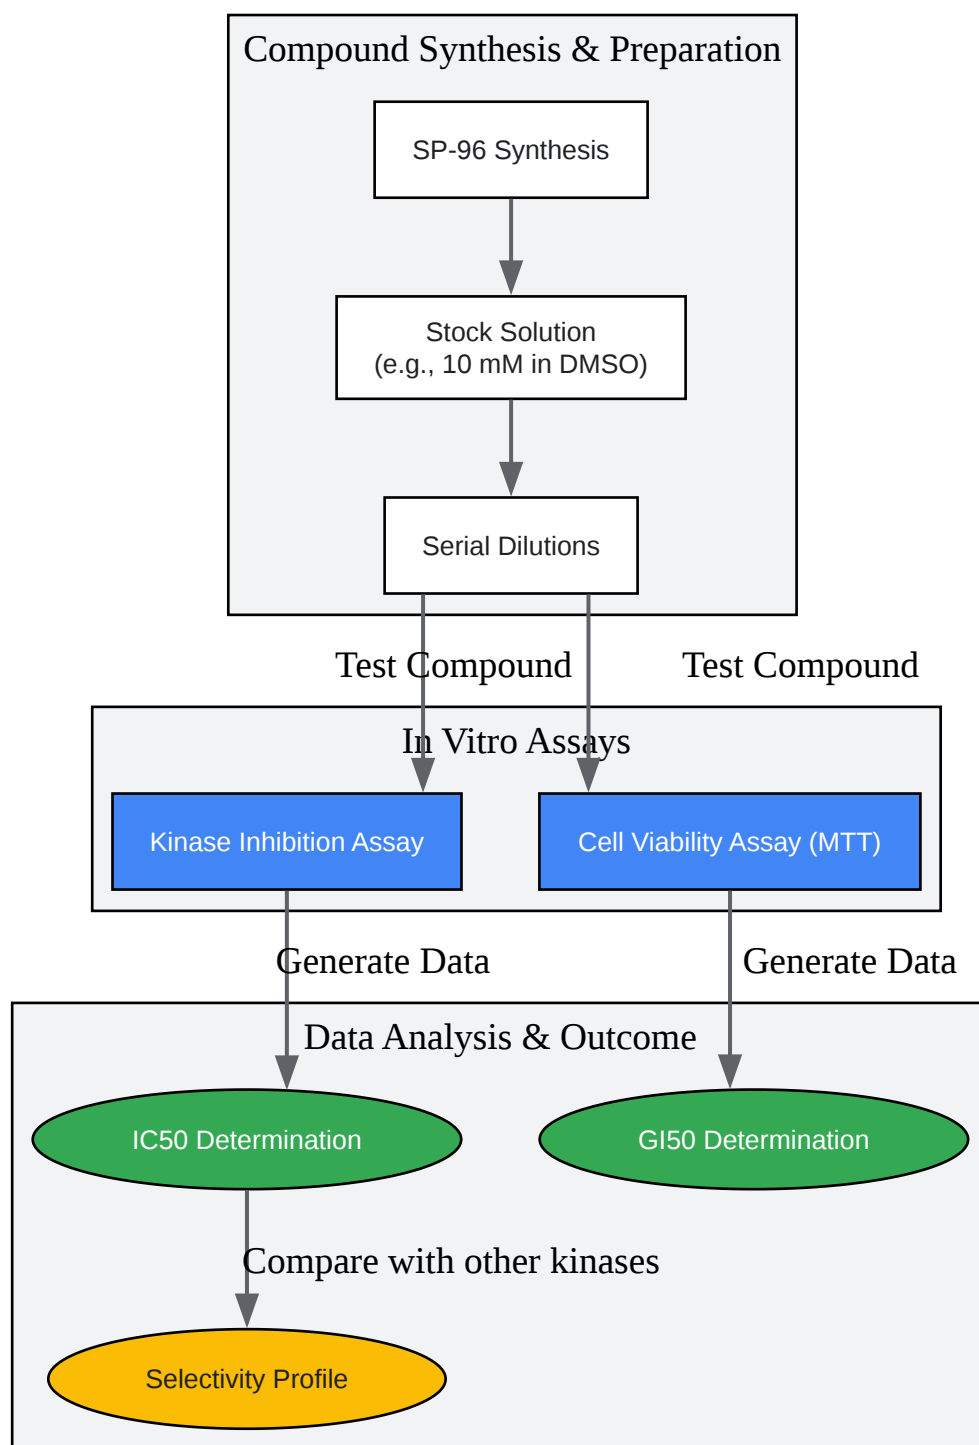 Compound Synthesis & Preparation
SP-96 Synthesis
Stock Solution
(e.g., 10 mM in DMSO)
Serial Dilutions
Test Compound
Test Compound
In Vitro Assays
Kinase Inhibition Assay
Cell Viability Assay (MTT)
Generate Data
Generate Data
Data Analysis & Outcome
IC50 Determination
GI50 Determination
Compare with other kinases
Selectivity Profile